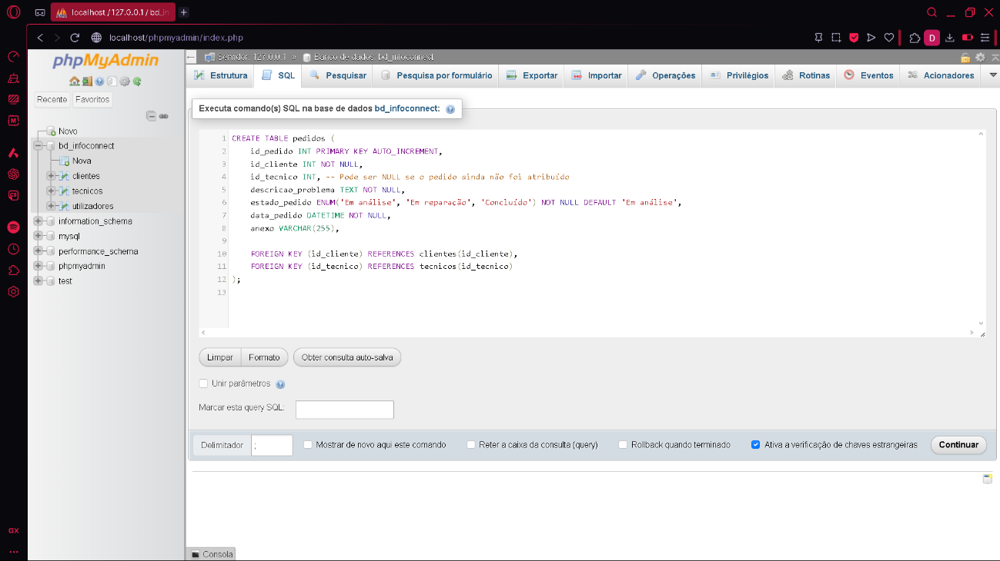 localhost / 127.0.0.1 / bd_in
localhost/phpmyadmin/index.php
D
phpMyAdmin
Recente Favoritos
Novo
bd_infoconnect
Nova
clientes
tecnicos
utilizadores
information_schema
mysql
performance_schema
phpmyadmin
test
GX
Servidor: 127.0.0.1 » Banco de dados: bd_infoconnect
Estrutura SQL Pesquisar Pesquisa por formulário Exportar Importar Operações Privilégios Rotinas Eventos Acionadores
Executa comando(s) SQL na base de dados bd_infoconnect:
1 CREATE TABLE pedidos (
2 id_pedido INT PRIMARY KEY AUTO_INCREMENT,
3 id_cliente INT NOT NULL,
4 id_tecnico INT, -- Pode ser NULL se o pedido ainda não foi atribuído
5 descricao_problema TEXT NOT NULL,
6 estado_pedido ENUM('Em análise', 'Em reparação', 'Concluído') NOT NULL DEFAULT 'Em análise',
7 data_pedido DATETIME NOT NULL,
8 anexo VARCHAR(255),
9
10 FOREIGN KEY (id_cliente) REFERENCES clientes(id_cliente),
11 FOREIGN KEY (id_tecnico) REFERENCES tecnicos(id_tecnico)
12 );
13
Limpar Formato Obter consulta auto-salva
Unir parâmetros
Marcar esta query SQL:
Delimitador ; Mostrar de novo aqui este comando Reter a caixa da consulta (query) Rollback quando terminado Ativa a verificação de chaves estrangeiras Continuar
Consola